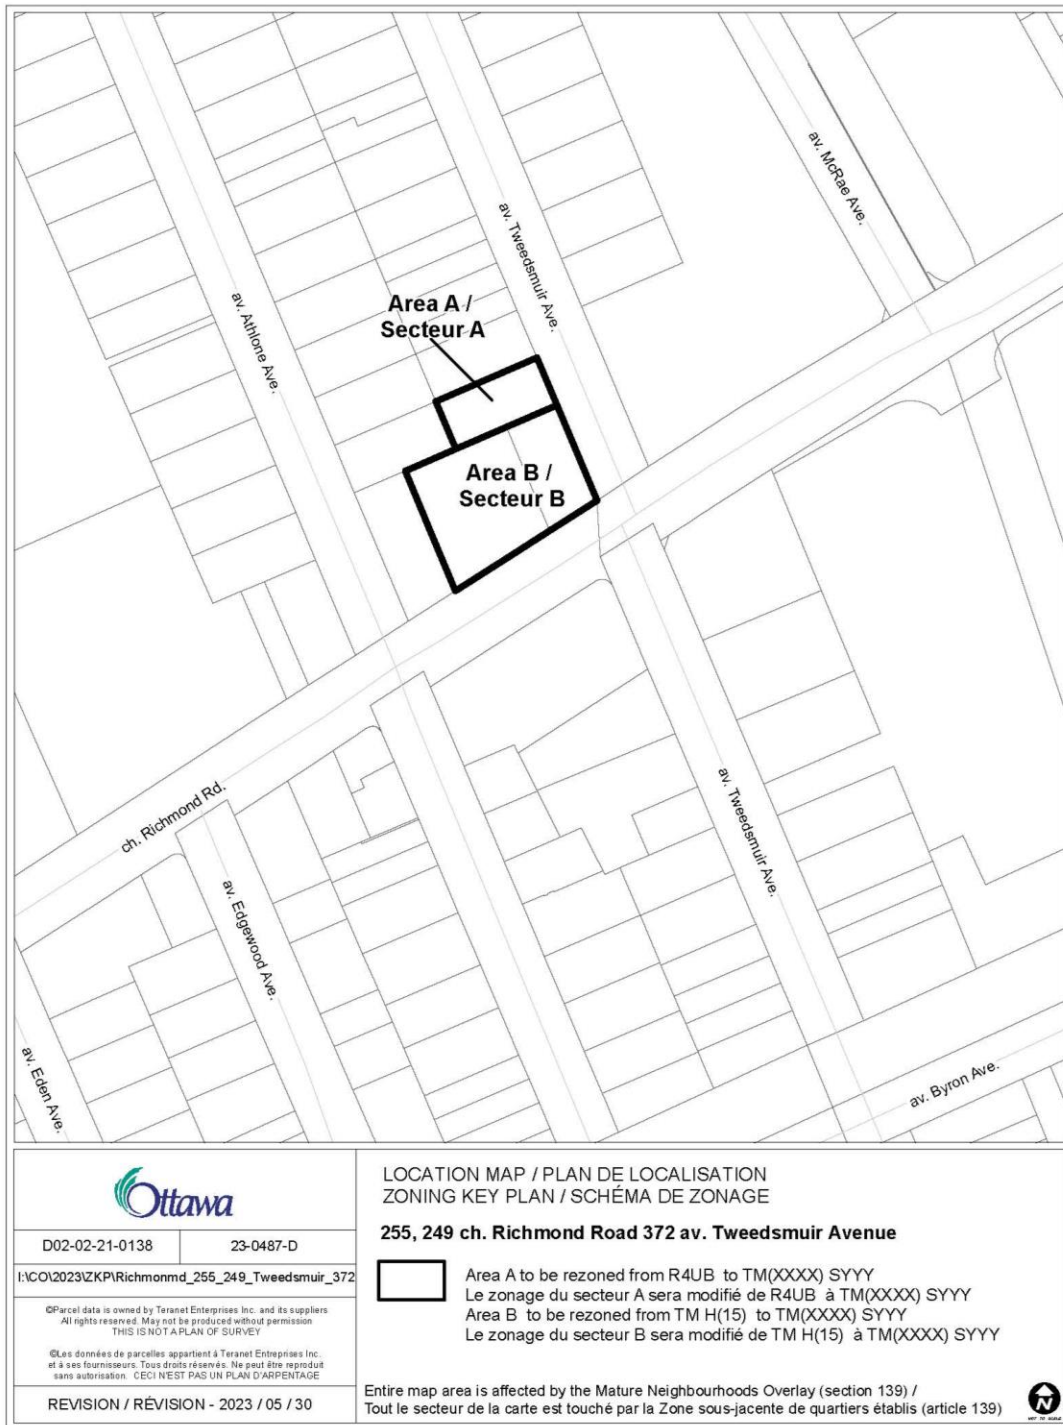 av. McRae Ave.
av. Tweedsmuir Ave.
av. Athlone Ave.
Area A /
Secteur A
Area B /
Secteur B
ch. Richmond Rd.
av. Tweedsmuir Ave.
av. Edgewood Ave.
av. Eden Ave.
av. Byron Ave.
Ottawa
D02-02-21-0138
23-0487-D
I:\CO\2023\ZKP\Richmonmd_255_249_Tweedsmuir_372
©Parcel data is owned by Teranet Enterprises Inc. and its suppliers
All rights reserved. May not be produced without permission
THIS IS NOT A PLAN OF SURVEY
©Les données de parcelles appartient à Teranet Entreprises Inc.
et à ses fournisseurs. Tous droits réservés. Ne peut être reproduit
sans autorisation. CECI N'EST PAS UN PLAN D'ARPENTAGE
REVISION / RÉVISION - 2023 / 05 / 30
LOCATION MAP / PLAN DE LOCALISATION
ZONING KEY PLAN / SCHÉMA DE ZONAGE
255, 249 ch. Richmond Road 372 av. Tweedsmuir Avenue
Area A to be rezoned from R4UB to TM(XXXX) SYYY
Le zonage du secteur A sera modifié de R4UB à TM(XXXX) SYYY
Area B to be rezoned from TM H(15) to TM(XXXX) SYYY
Le zonage du secteur B sera modifié de TM H(15) à TM(XXXX) SYYY
Entire map area is affected by the Mature Neighbourhoods Overlay (section 139) /
Tout le secteur de la carte est touché par la Zone sous-jacente de quartiers établis (article 139)
N
NOT TO SCALE